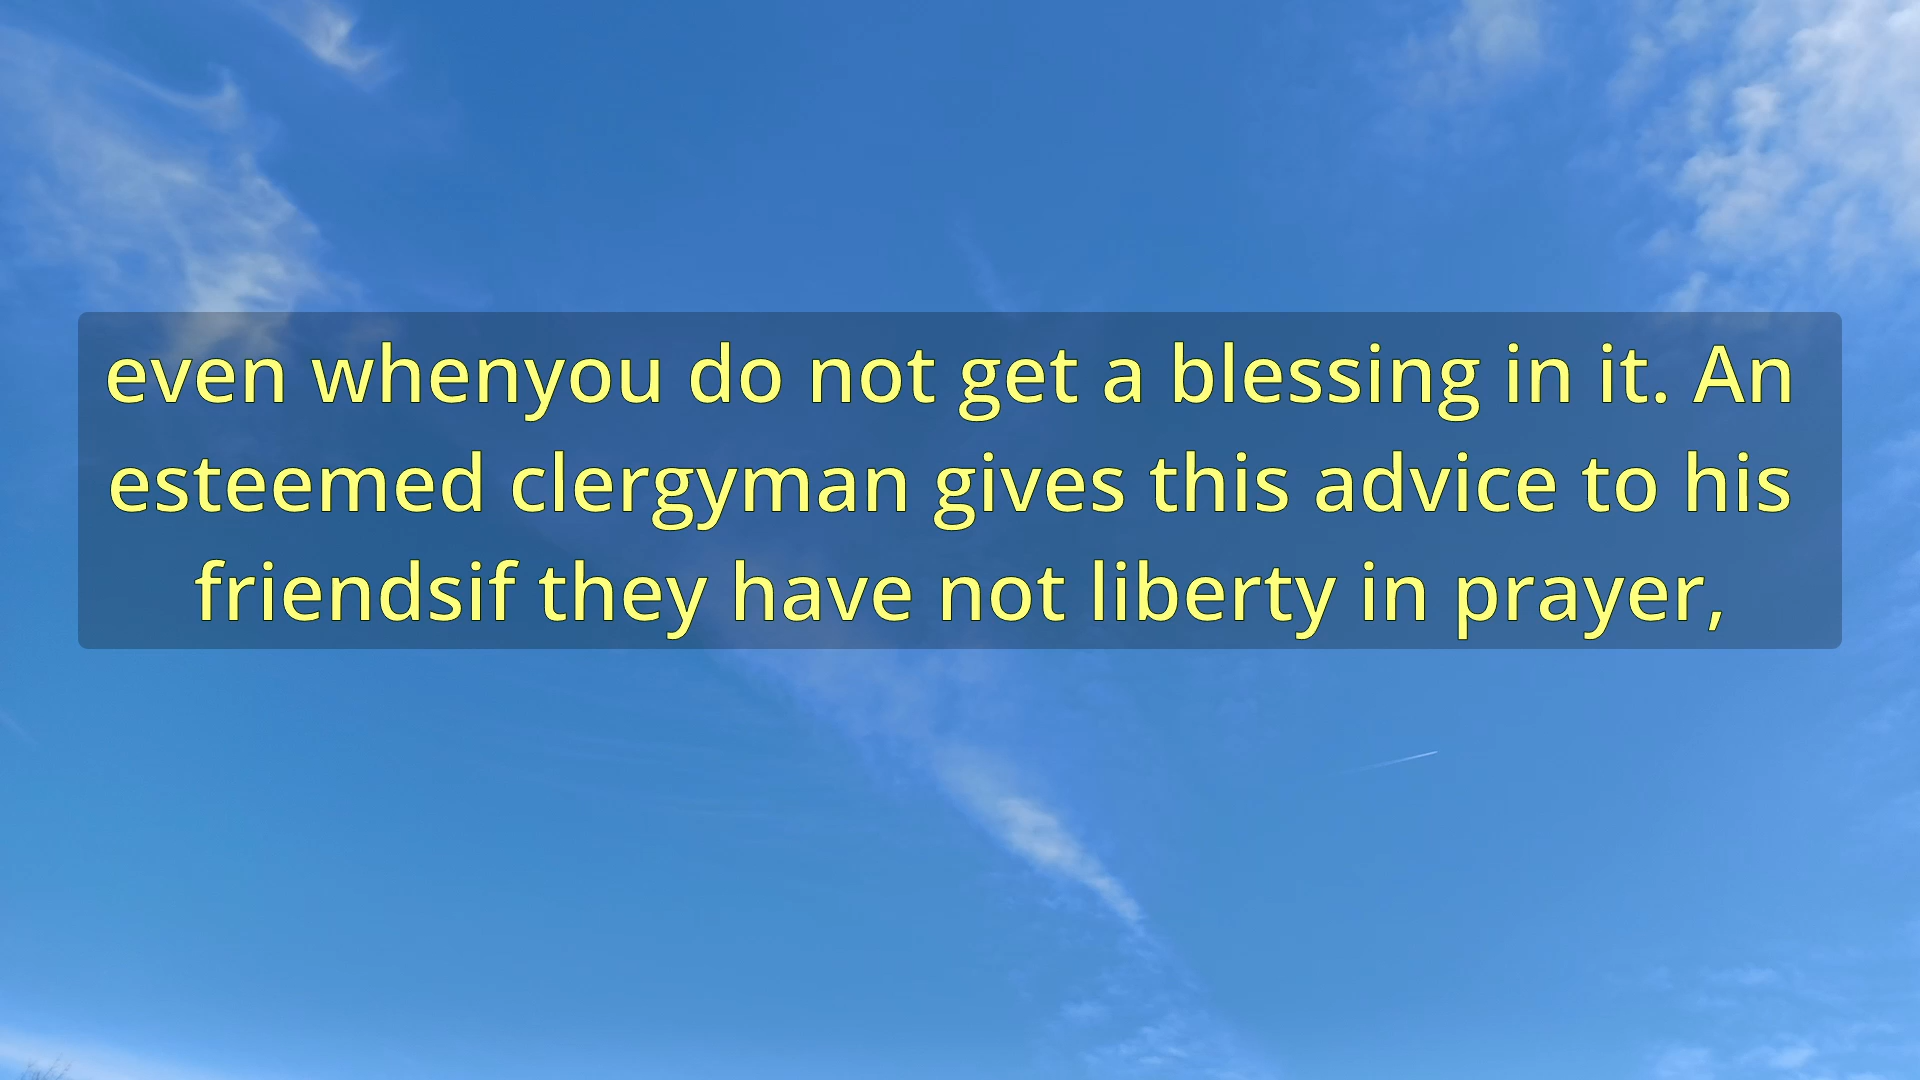 even whenyou do not get a blessing in it. An
esteemed clergyman gives this advice to his
friendsif they have not liberty in prayer,